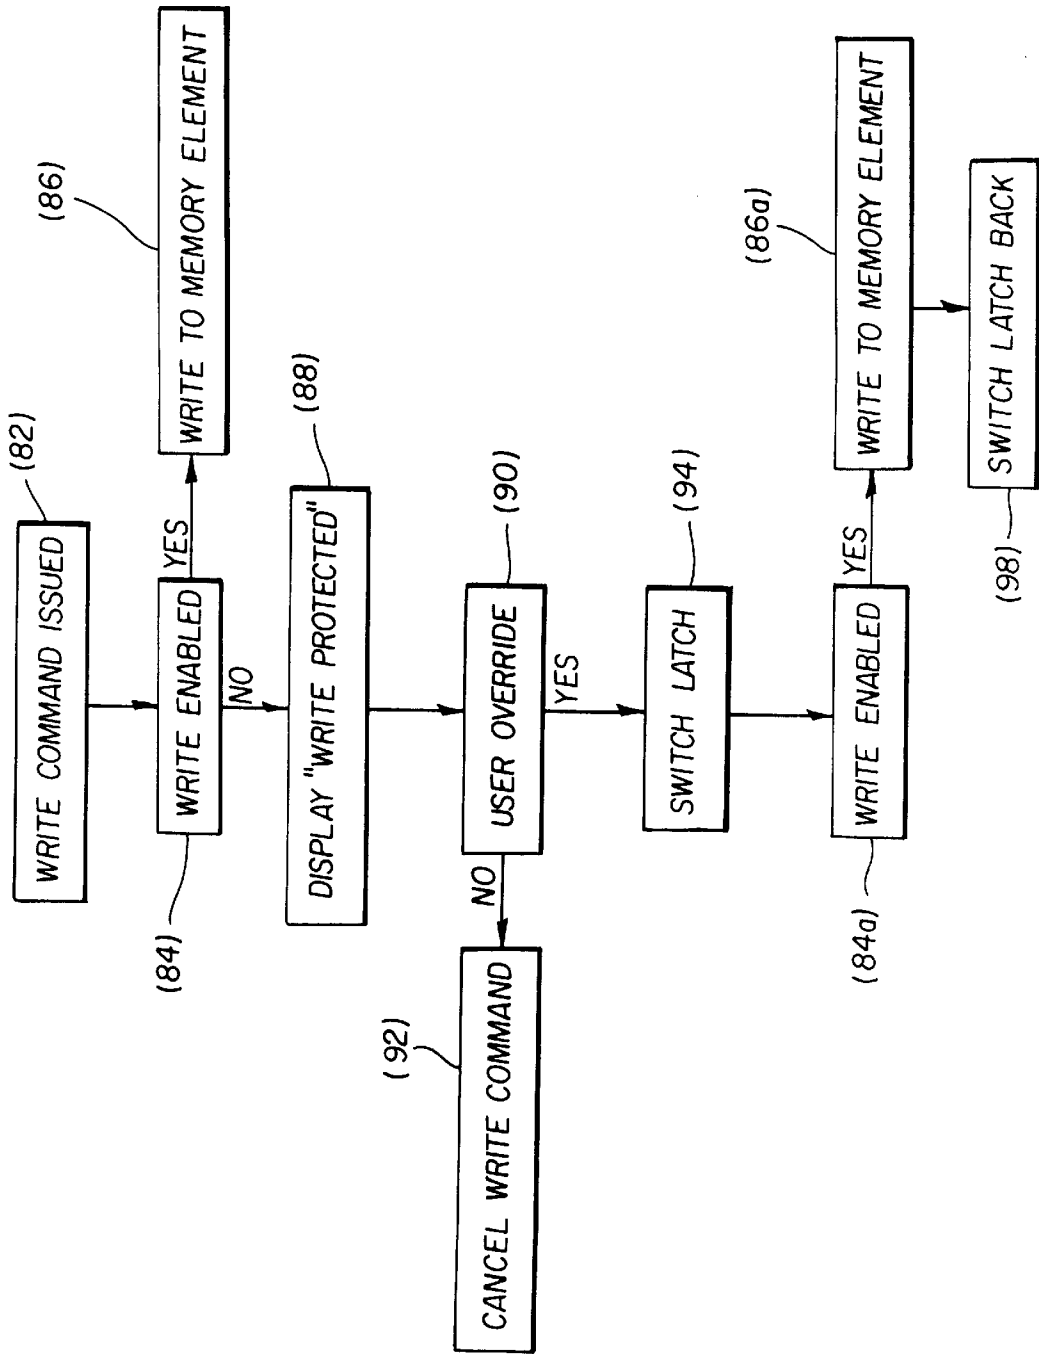 WRITE COMMAND ISSUED
(82)
WRITE ENABLED
(84)
YES
WRITE TO MEMORY ELEMENT
(86)
NO
DISPLAY "WRITE PROTECTED"
(88)
USER OVERRIDE
(90)
NO
CANCEL WRITE COMMAND
(92)
YES
SWITCH LATCH
(94)
WRITE ENABLED
(84a)
YES
WRITE TO MEMORY ELEMENT
(86a)
SWITCH LATCH BACK
(98)